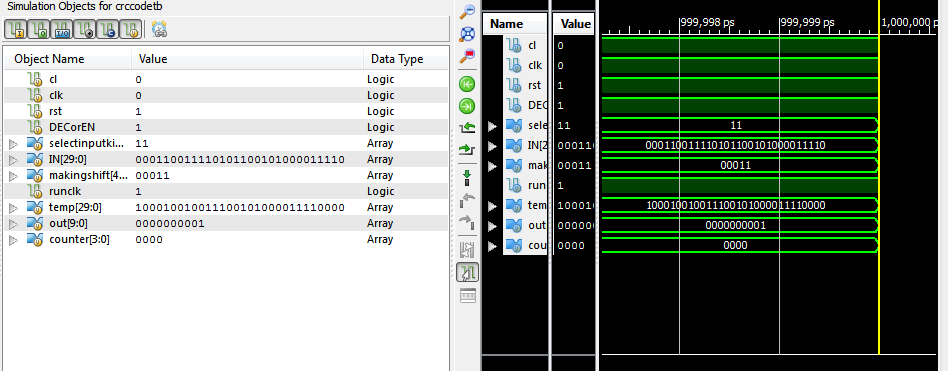 Simulation Objects for crccodetb
Object Name Value Data Type
cl 0 Logic
clk 0 Logic
rst 1 Logic
DECorEN 1 Logic
selectinputki... 11 Array
IN[29:0] 000110011110101100101000011110 Array
makingshift[4... 00011 Array
runclk 1 Logic
temp[29:0] 100010010011100101000011110000 Array
out[9:0] 0000000001 Array
counter[3:0] 0000 Array
Name Value
999,998 ps 999,999 ps 1,000,000 ps
cl 0
clk 0
rst 1
DEC 1
sele 11 11
IN[2 000110 000110011110101100101000011110
mak 00011 00011
run 1
tem 10001 100010010011100101000011110000
out 000000 0000000001
cou 0000 0000